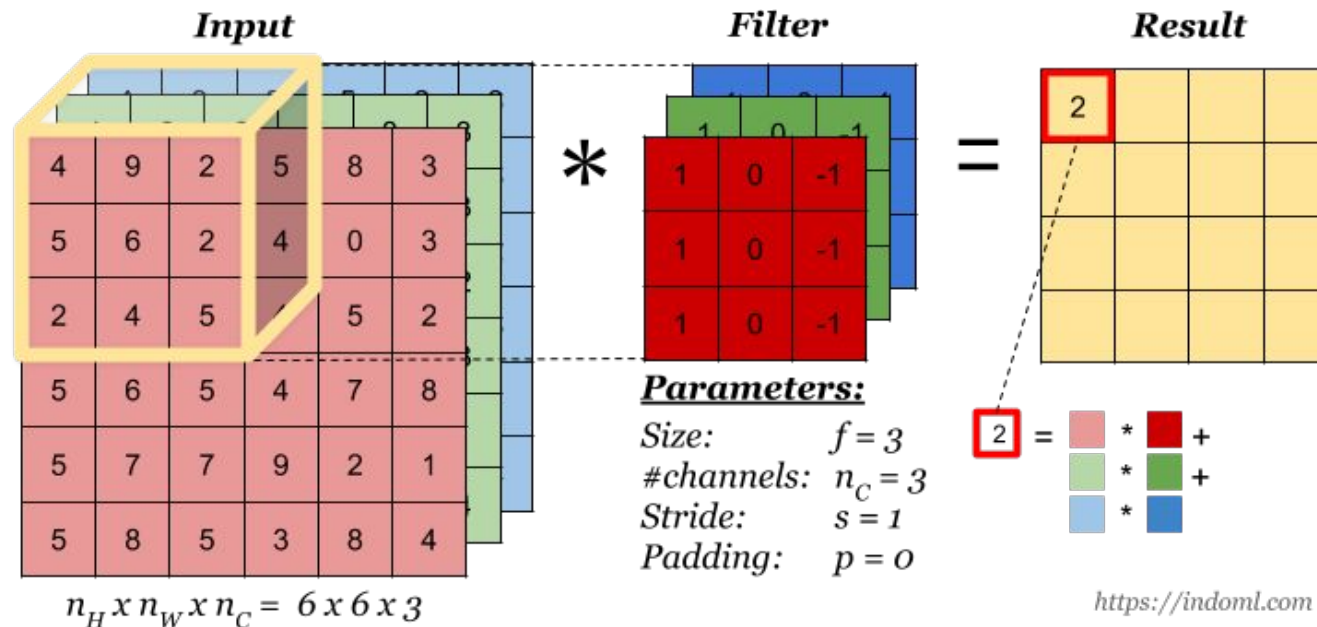 Input
Filter
Result
4 9 2 5 8 3
5 6 2 4 0 3
2 4 5 5 2
5 6 5 4 7 8
5 7 7 9 2 1
5 8 5 3 8 4
n_H x n_W x n_C = 6 x 6 x 3
*
1 0 -1
1 0 -1
1 0 -1
1 0 -1
Parameters:
Size: f = 3
#channels: n_C = 3
Stride: s = 1
Padding: p = 0
=
2
2 = * +
* +
*
https://indoml.com